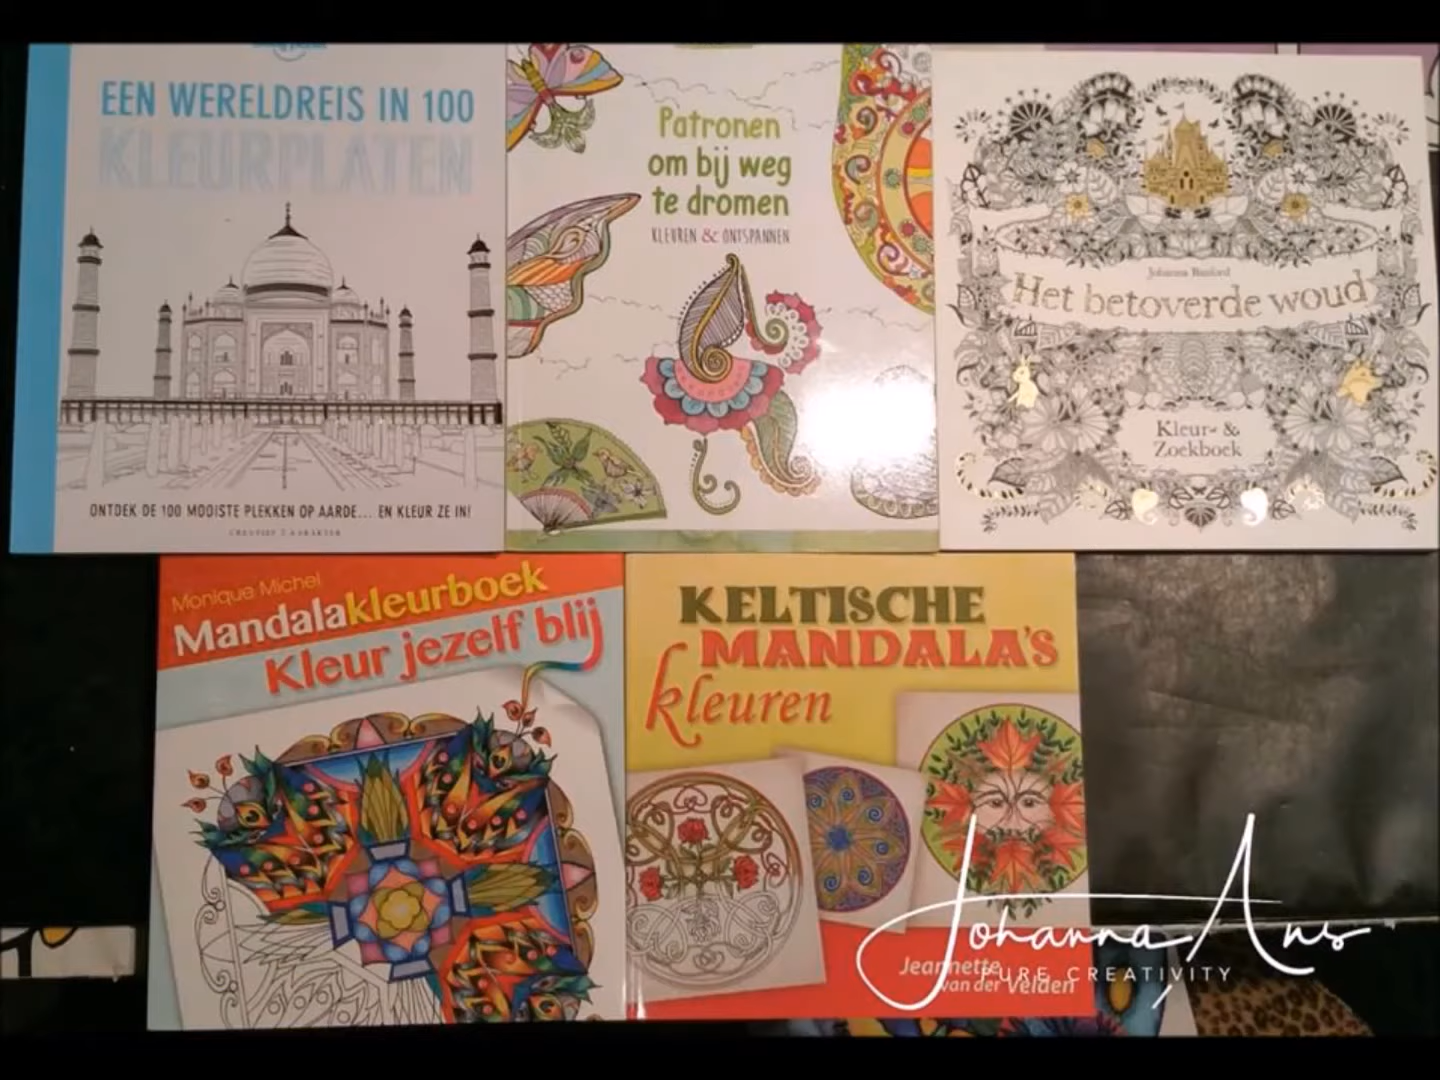 EEN WERELDREIS IN 100
KLEURPLATEN
ONTDEK DE 100 MOOISTE PLEKKEN OP AARDE... EN KLEUR ZE IN!
Patronen
om bij weg
te dromen
KLEUREN & ONTSPANNEN
Johanna Basford
Het betoverde woud
Kleur- &
Zoekboek
Monique Michel
Mandalakleurboek
Kleur jezelf blij
KELTISCHE
MANDALA'S
kleuren
Jeannette
van der Velden
Johanna Ans
PURE CREATIVITY